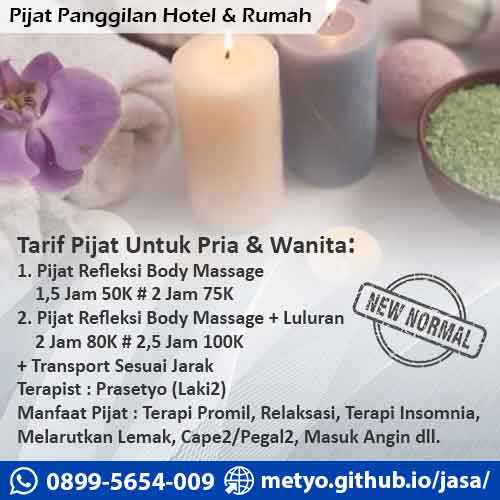 Pijat Panggilan Hotel & Rumah
Tarif Pijat Untuk Pria & Wanita:
1. Pijat Refleksi Body Massage
1,5 Jam 50K # 2 Jam 75K
2. Pijat Refleksi Body Massage + Luluran
2 Jam 80K # 2,5 Jam 100K
+ Transport Sesuai Jarak
Terapist : Prasetyo (Laki2)
Manfaat Pijat : Terapi Promil, Relaksasi, Terapi Insomnia,
Melarutkan Lemak, Cape2/Pegal2, Masuk Angin dll.
NEW NORMAL
0899-5654-009 metyo.github.io/jasa/